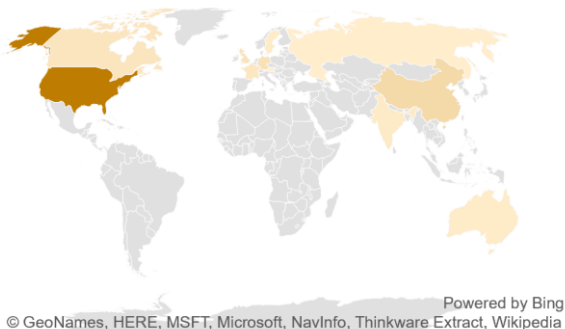 Powered by Bing
© GeoNames, HERE, MSFT, Microsoft, NavInfo, Thinkware Extract, Wikipedia